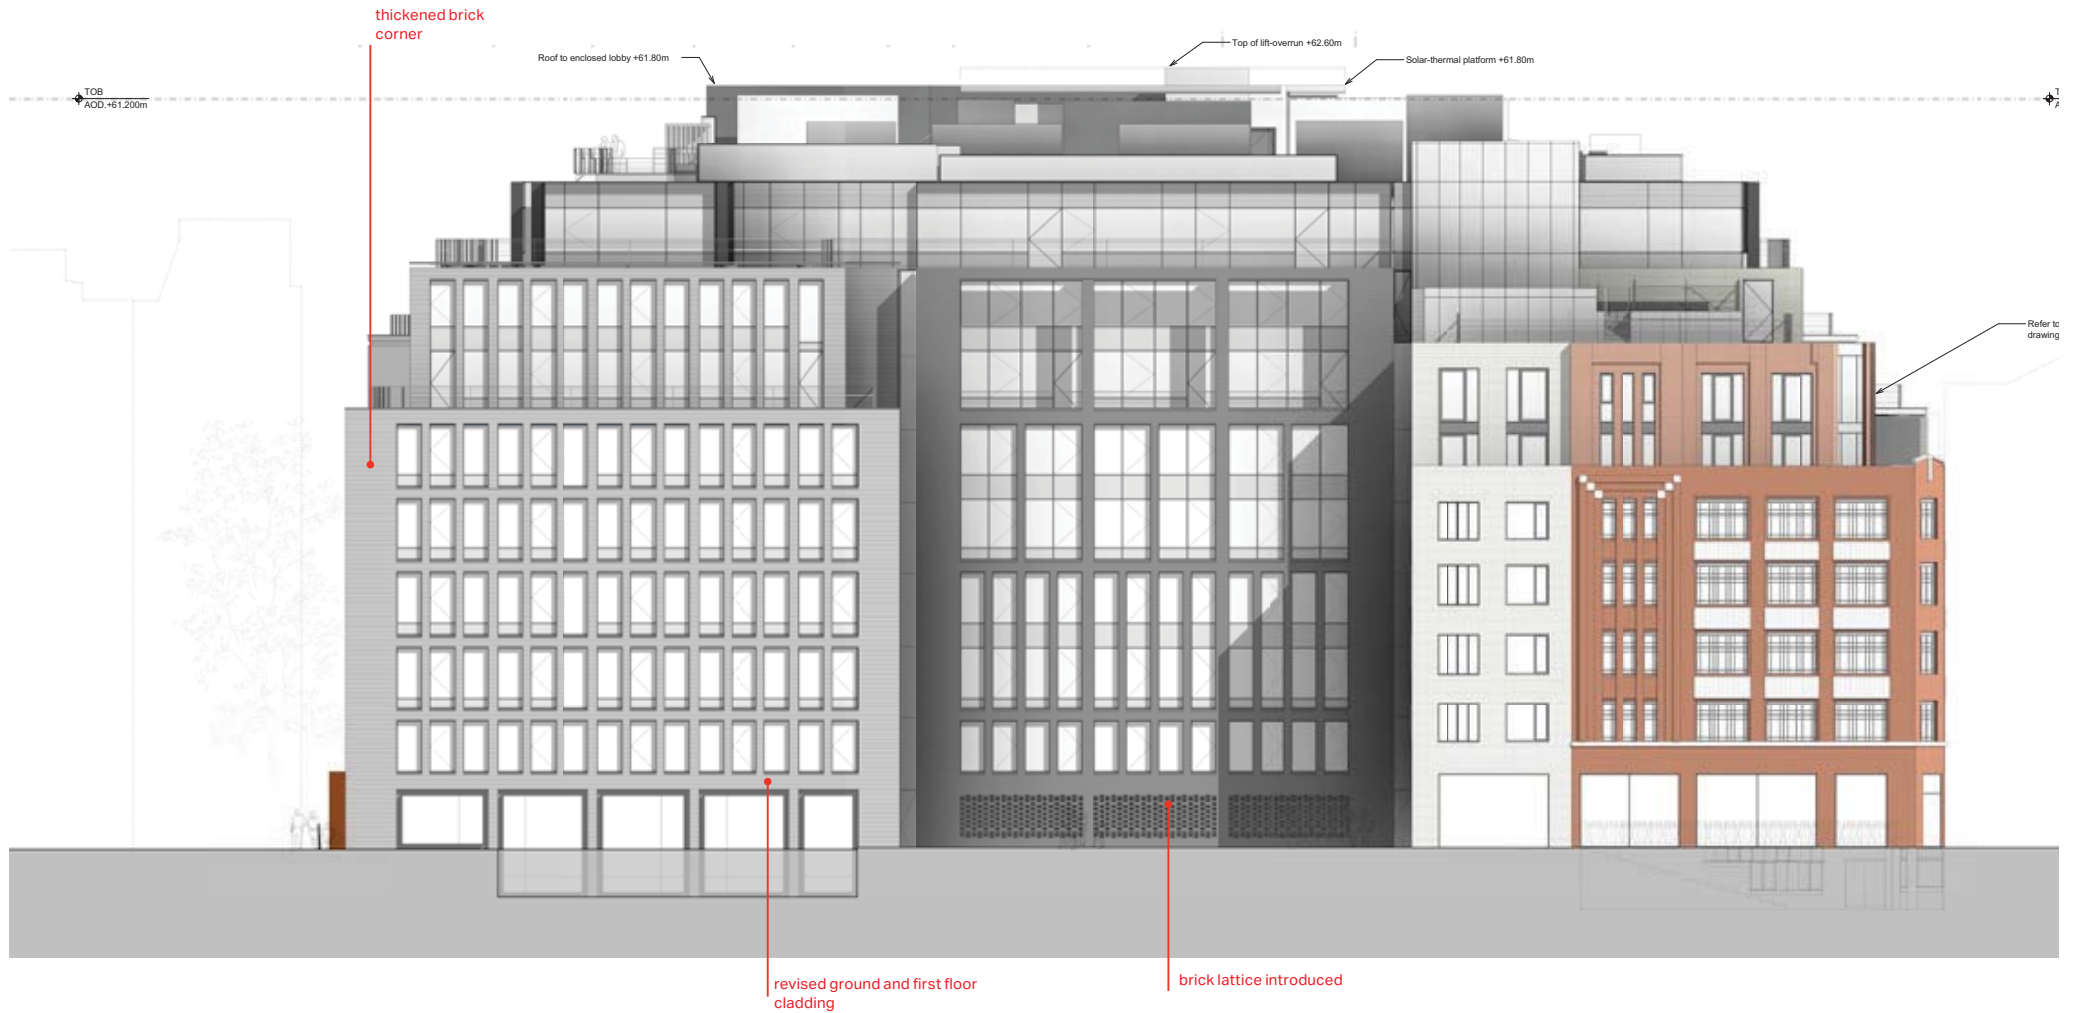 thickened brick
corner
Roof to enclosed lobby +61.80m
Top of lift-overrun +62.60m
Solar-thermal platform +61.80m
TOB
AOD.+61.200m
Refer to
drawing
revised ground and first floor
cladding
brick lattice introduced